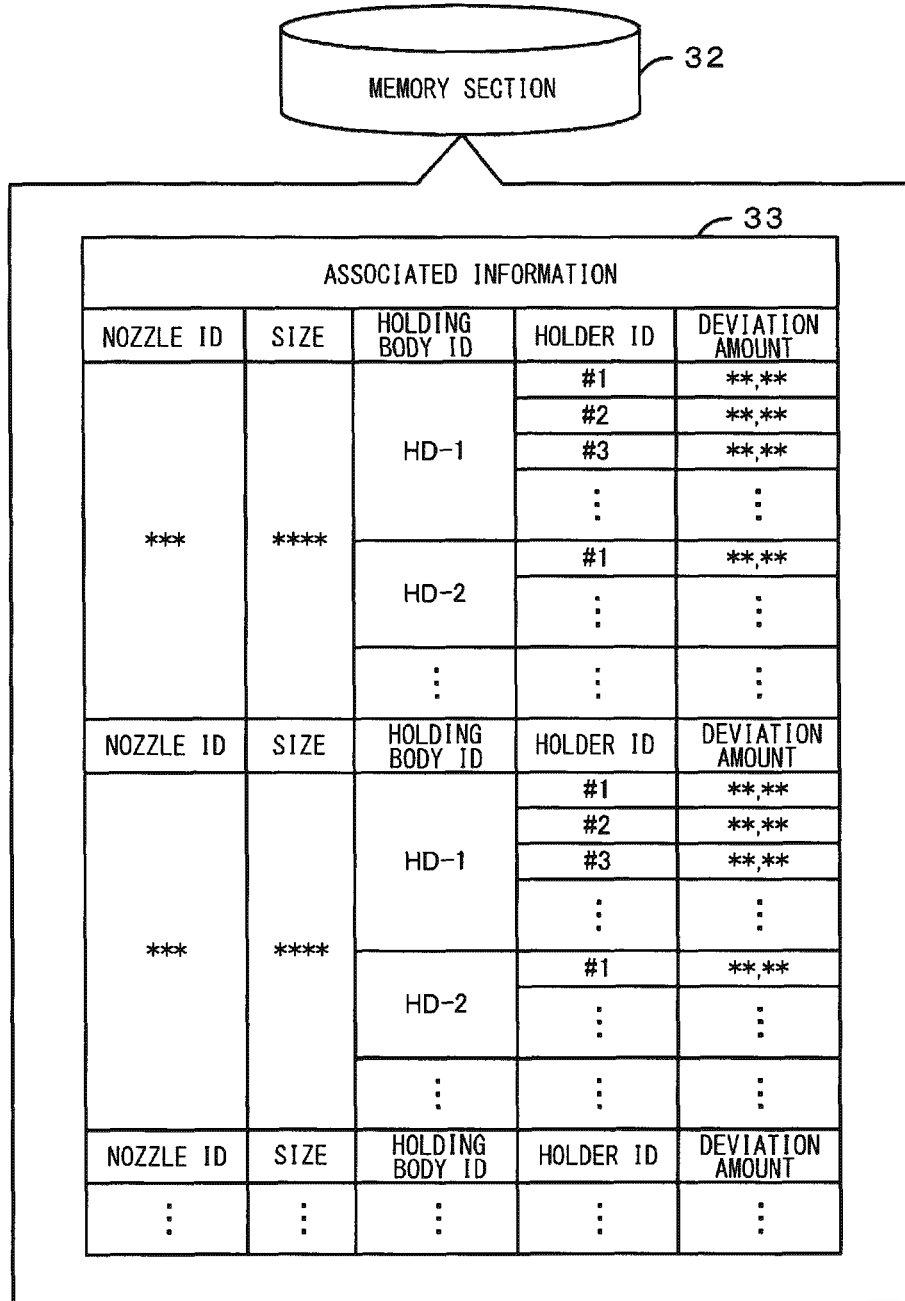 32
MEMORY SECTION
33
ASSOCIATED INFORMATION
NOZZLE ID SIZE HOLDING BODY ID HOLDER ID DEVIATION AMOUNT
*** **** HD-1 #1 **,**
#2 **,**
#3 **,**
⋮ ⋮
HD-2 #1 **,**
⋮ ⋮
⋮ ⋮ ⋮
NOZZLE ID SIZE HOLDING BODY ID HOLDER ID DEVIATION AMOUNT
*** **** HD-1 #1 **,**
#2 **,**
#3 **,**
⋮ ⋮
HD-2 #1 **,**
⋮ ⋮
⋮ ⋮ ⋮
NOZZLE ID SIZE HOLDING BODY ID HOLDER ID DEVIATION AMOUNT
⋮ ⋮ ⋮ ⋮ ⋮